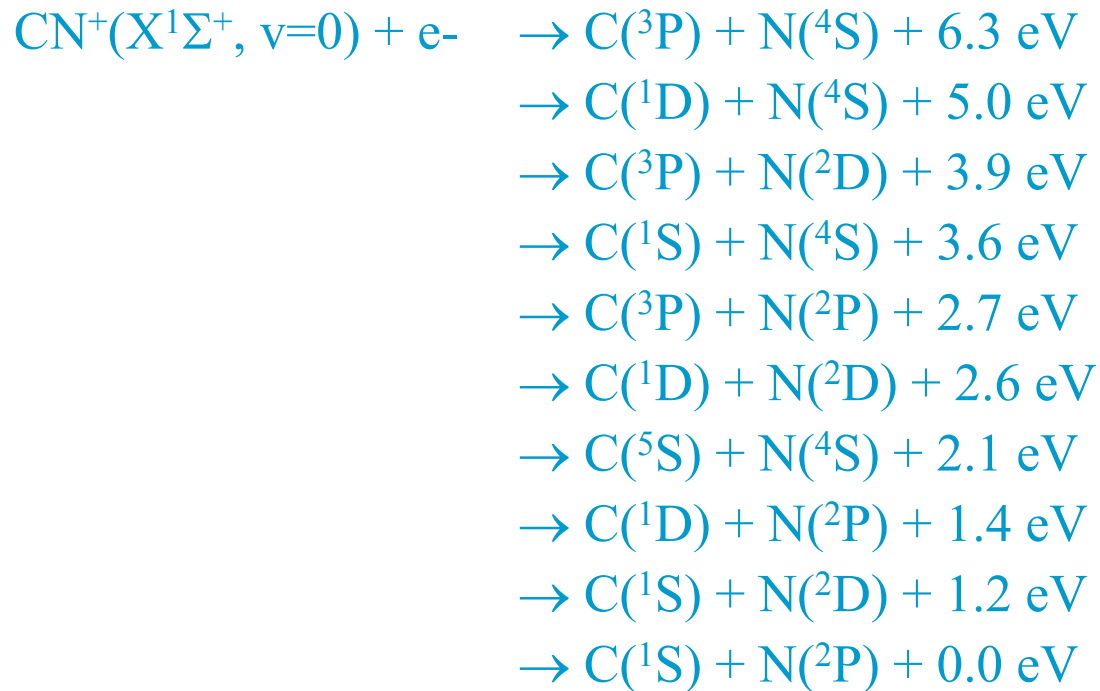 CN⁺(X¹Σ⁺, v=0) + e- → C(³P) + N(⁴S) + 6.3 eV
→ C(¹D) + N(⁴S) + 5.0 eV
→ C(³P) + N(²D) + 3.9 eV
→ C(¹S) + N(⁴S) + 3.6 eV
→ C(³P) + N(²P) + 2.7 eV
→ C(¹D) + N(²D) + 2.6 eV
→ C(⁵S) + N(⁴S) + 2.1 eV
→ C(¹D) + N(²P) + 1.4 eV
→ C(¹S) + N(²D) + 1.2 eV
→ C(¹S) + N(²P) + 0.0 eV